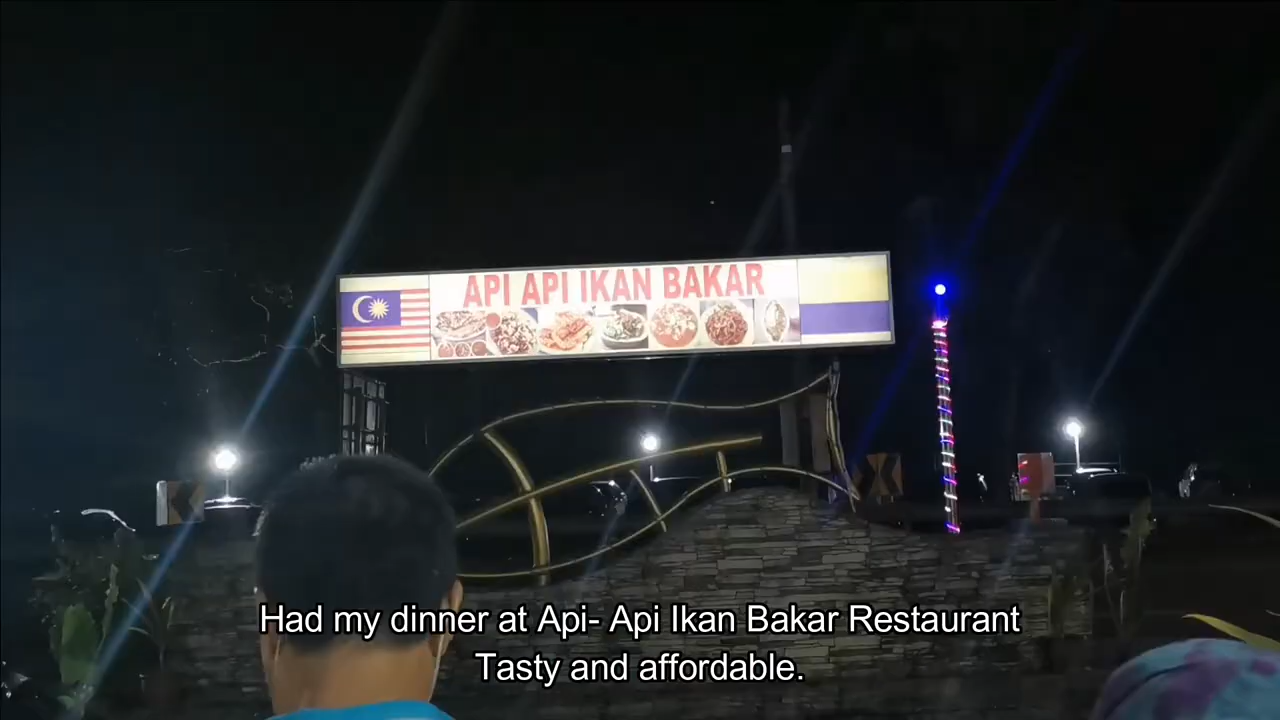 API API IKAN BAKAR
Had my dinner at Api- Api Ikan Bakar Restaurant
Tasty and affordable.